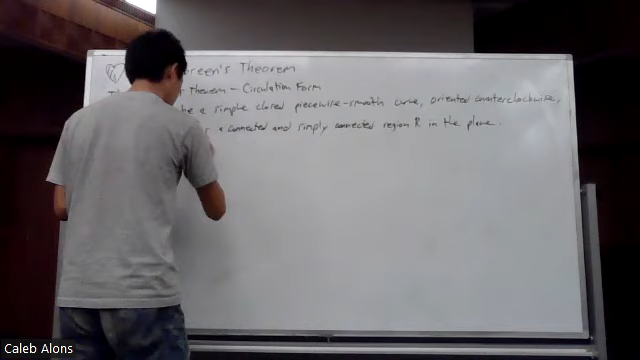 reen's Theorem
Theorem - Circulation Form
be a simple closed piecewise-smooth curve, oriented counterclockwise,
a connected and simply connected region R in the plane.
Caleb Alons